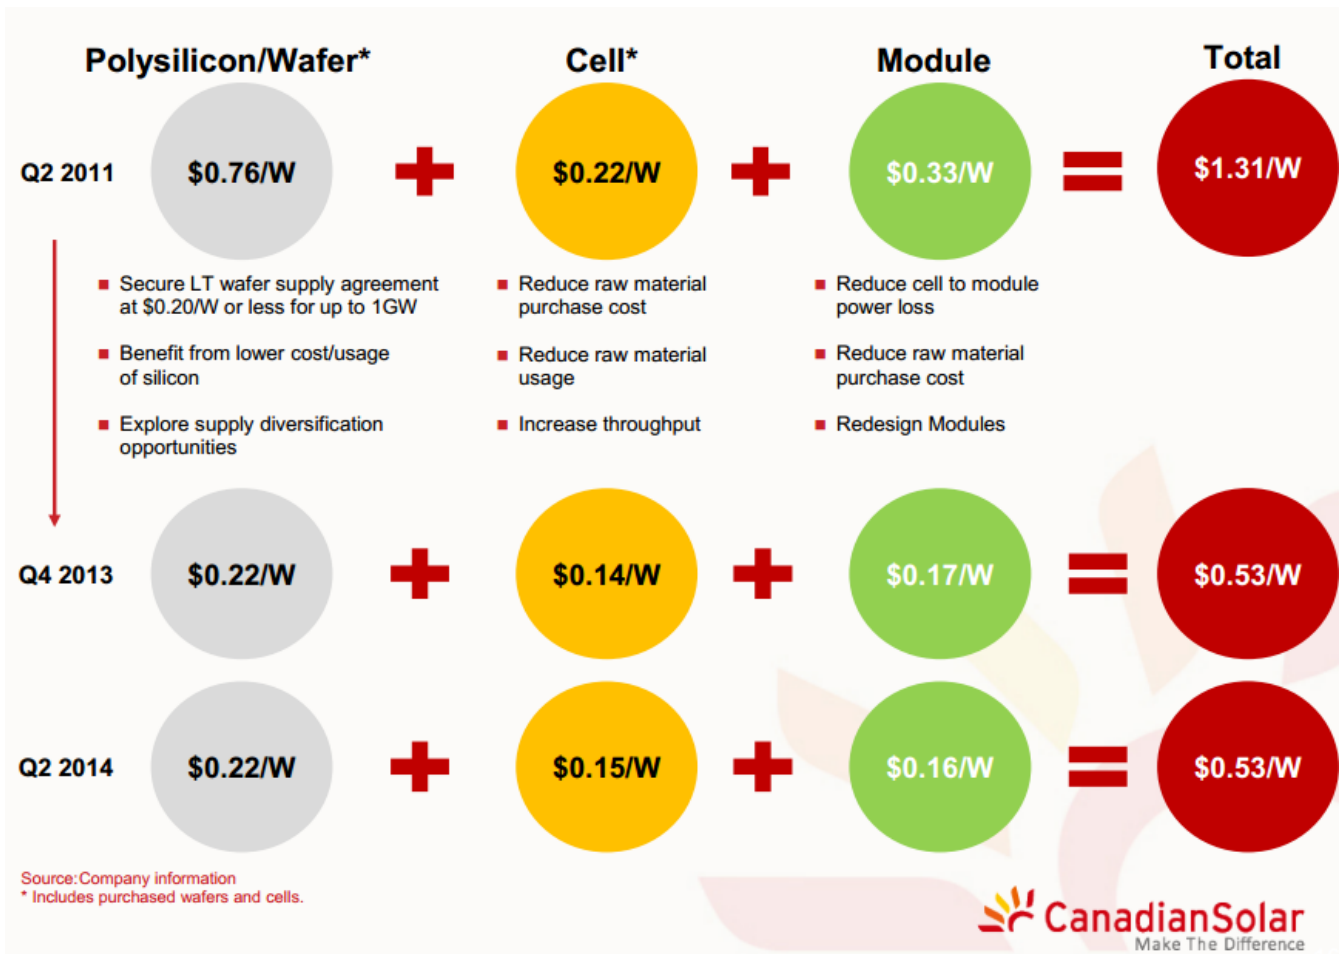 Polysilicon/Wafer*
Cell*
Module
Total
Q2 2011
$0.76/W
$0.22/W
$0.33/W
$1.31/W
Secure LT wafer supply agreement
at $0.20/W or less for up to 1GW
Benefit from lower cost/usage
of silicon
Explore supply diversification
opportunities
Reduce raw material
purchase cost
Reduce raw material
usage
Increase throughput
Reduce cell to module
power loss
Reduce raw material
purchase cost
Redesign Modules
Q4 2013
$0.22/W
$0.14/W
$0.17/W
$0.53/W
Q2 2014
$0.22/W
$0.15/W
$0.16/W
$0.53/W
Source:Company information
* Includes purchased wafers and cells.
CanadianSolar
Make The Difference